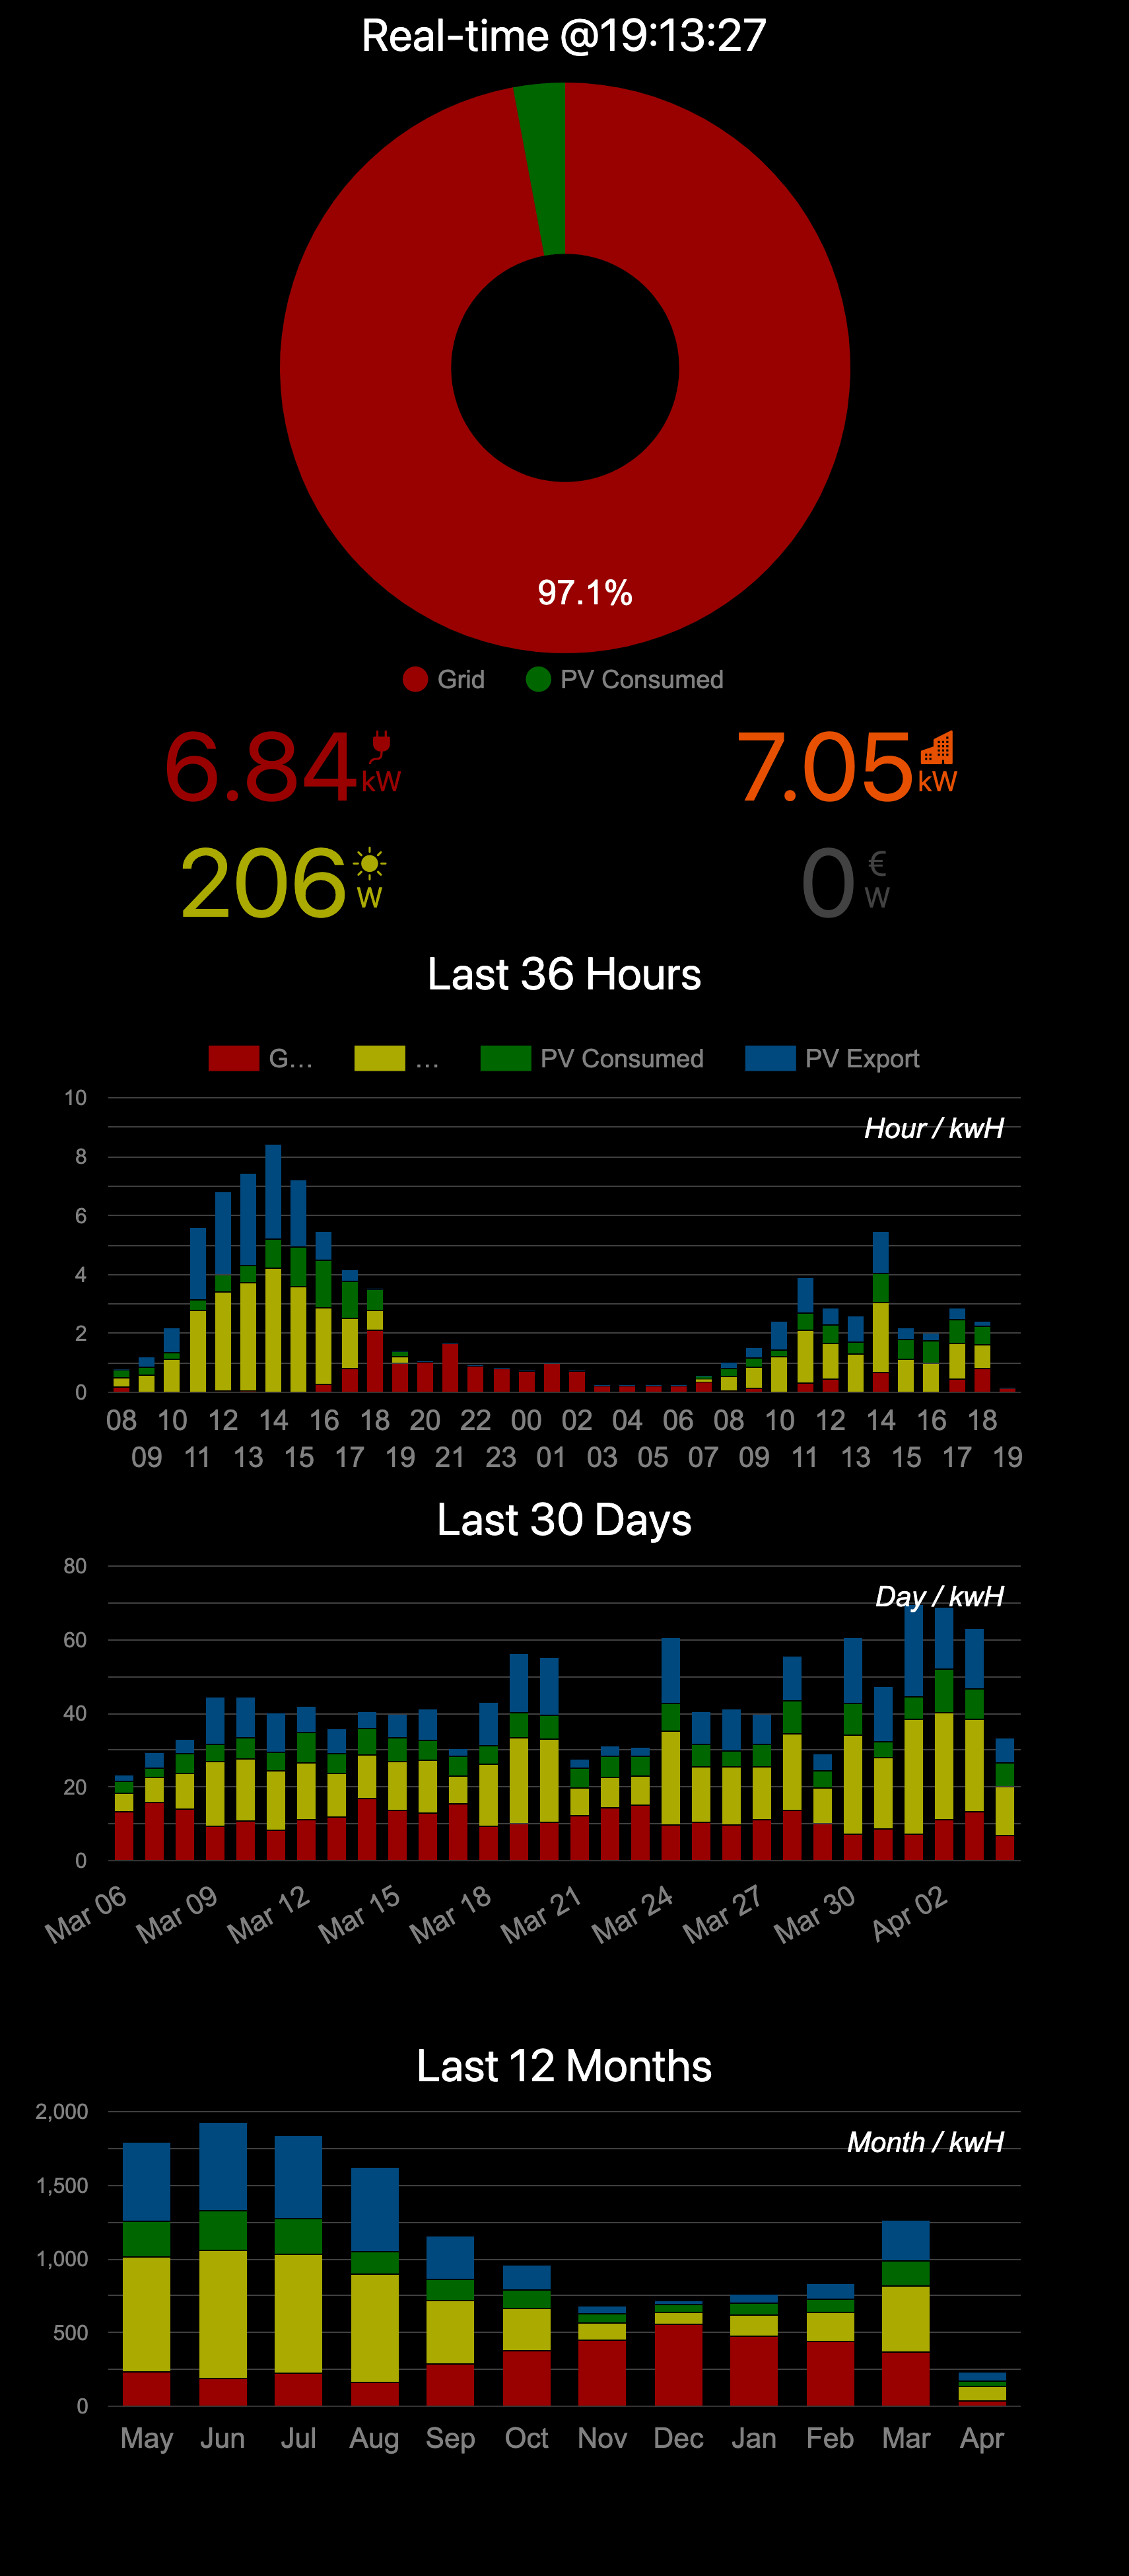 Real-time @19:13:27
97.1%
Grid PV Consumed
6.84 kW 7.05 kW
206 W 0 € W
Last 36 Hours
G... ... PV Consumed PV Export
10
Hour / kwH
8
6
4
2
0
08 10 12 14 16 18 20 22 00 02 04 06 08 10 12 14 16 18
09 11 13 15 17 19 21 23 01 03 05 07 09 11 13 15 17 19
Last 30 Days
80
Day / kwH
60
40
20
0
Mar 06 Mar 09 Mar 12 Mar 15 Mar 18 Mar 21 Mar 24 Mar 27 Mar 30 Apr 02
Last 12 Months
2,000
Month / kwH
1,500
1,000
500
0
May Jun Jul Aug Sep Oct Nov Dec Jan Feb Mar Apr